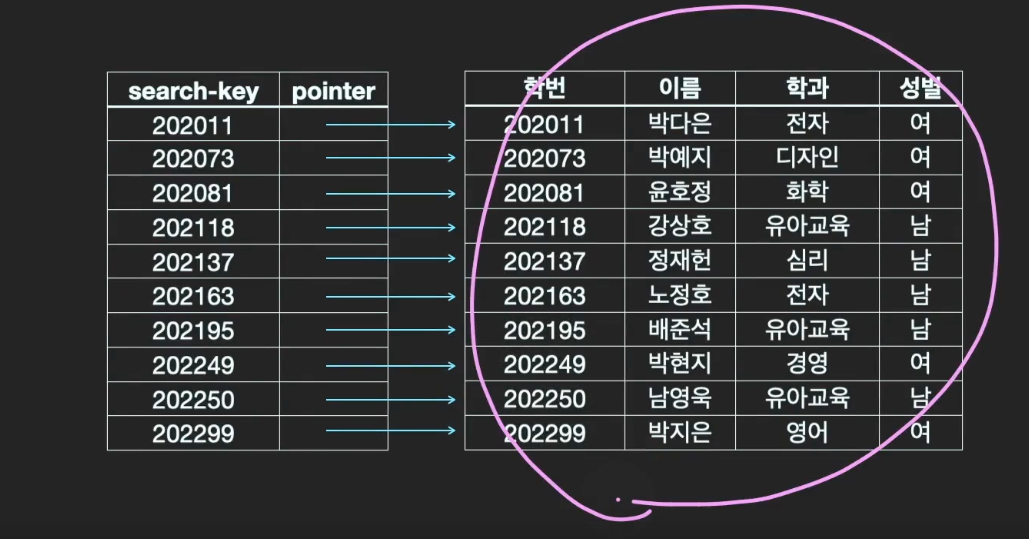 search-key pointer 학번 이름 학과 성별
202011 202011 박다은 전자 여
202073 202073 박예지 디자인 여
202081 202081 윤호정 화학 여
202118 202118 강상호 유아교육 남
202137 202137 정재헌 심리 남
202163 202163 노정호 전자 남
202195 202195 배준석 유아교육 남
202249 202249 박현지 경영 여
202250 202250 남영욱 유아교육 남
202299 202299 박지은 영어 여